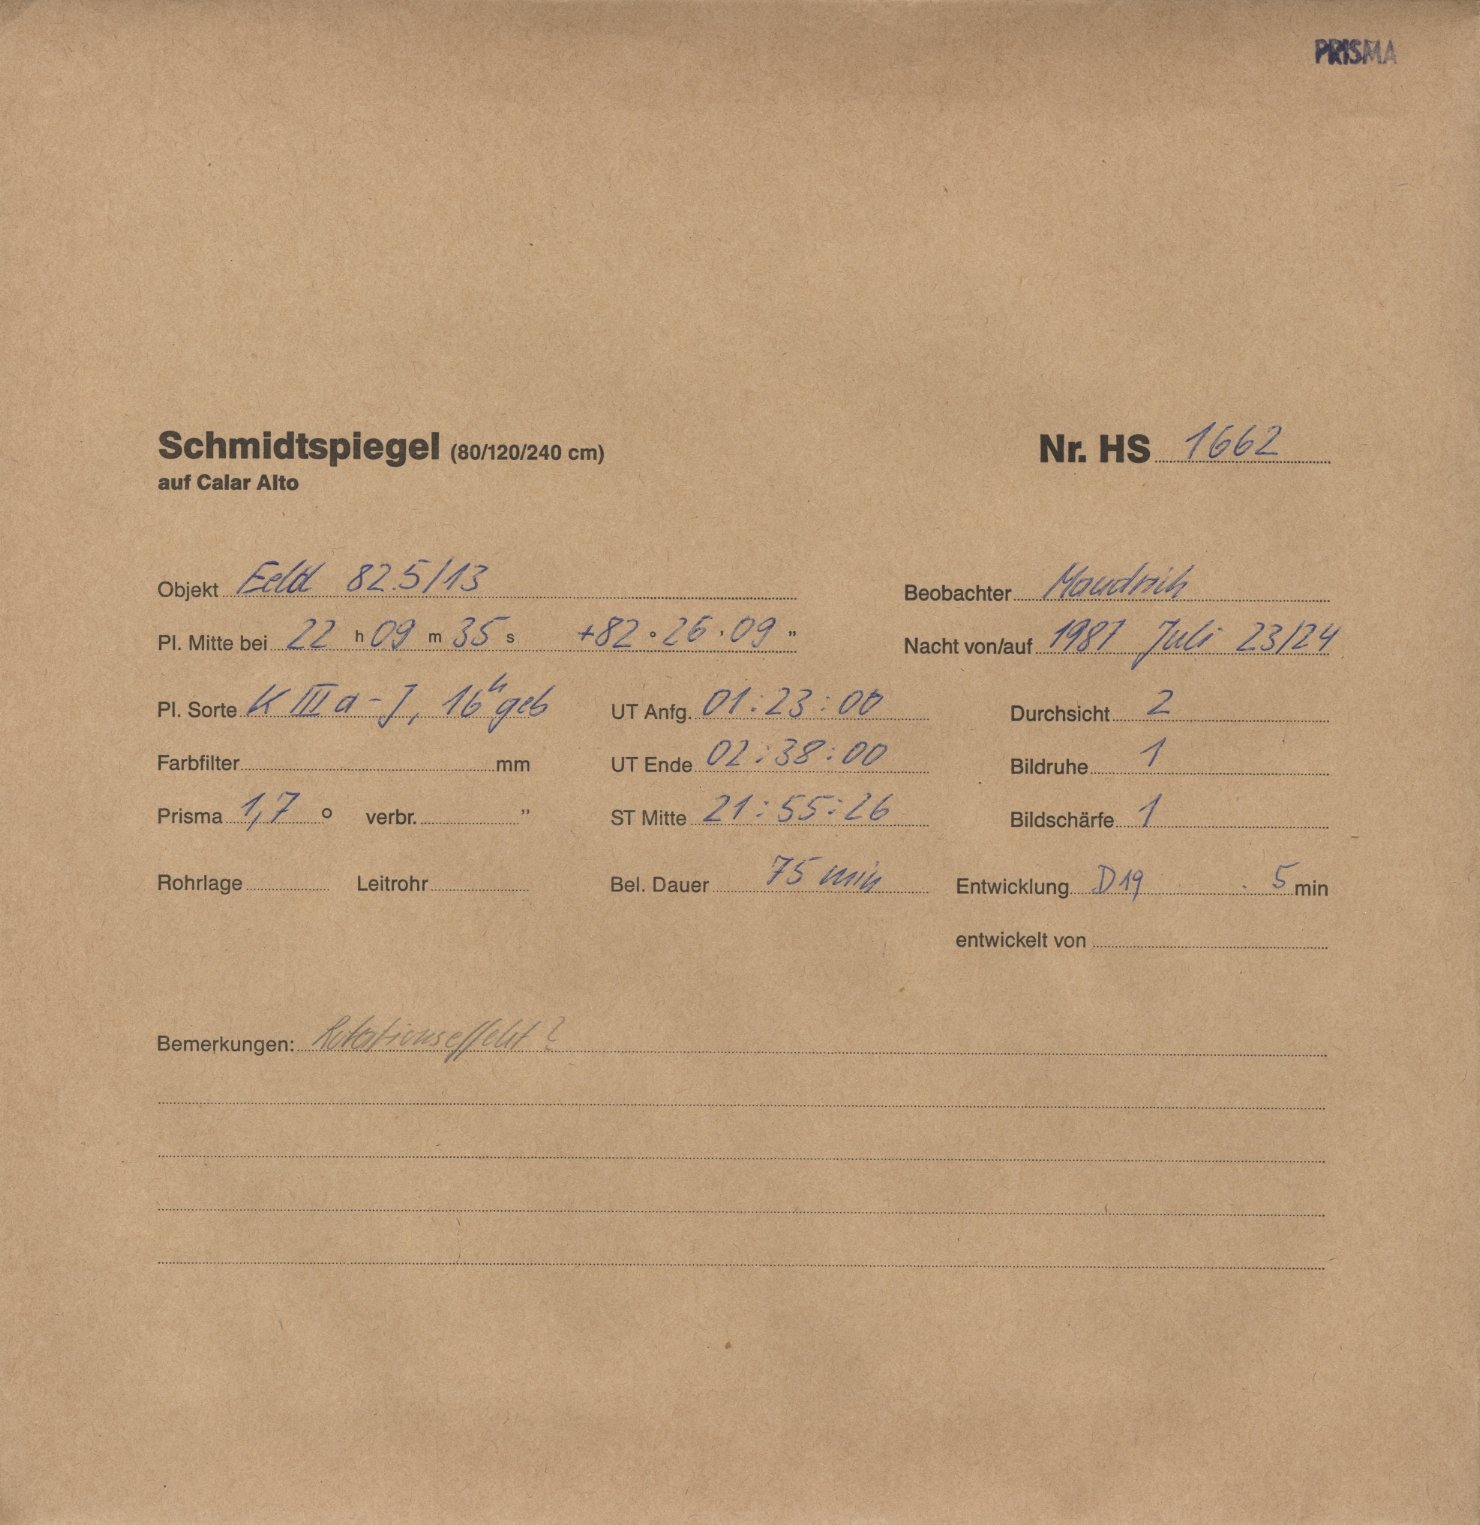 PRISMA
Schmidtspiegel (80/120/240 cm) Nr. HS 1662
auf Calar Alto
Objekt Feld 82.5/13 Beobachter
Pl. Mitte bei 22 h 09 m 35 s +82 ° 26 ' 09 " Nacht von/auf 1987 Juli 23/24
Pl. Sorte K III a-J, 16h geb UT Anfg. 01:23:00 Durchsicht 2
Farbfilter mm UT Ende 02:38:00 Bildruhe 1
Prisma 1,7 ° verbr. " ST Mitte 21:55:26 Bildschärfe 1
Rohrlage Leitrohr Bel. Dauer 75 min Entwicklung D19 5 min
entwickelt von
Bemerkungen: Rotationseffekt?